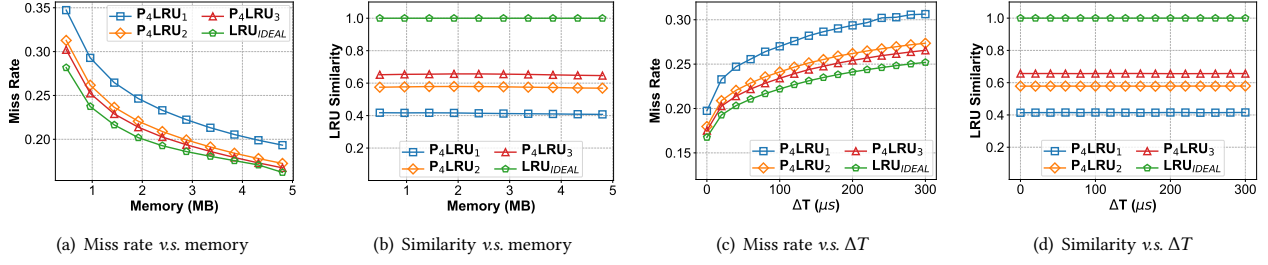 0.35
0.30
0.25
0.20
Miss Rate
P4LRU1
P4LRU2
P4LRU3
LRUIDEAL
1 2 3 4 5
Memory (MB)
(a) Miss rate v.s. memory
1.0
0.8
0.6
0.4
0.2
LRU Similarity
P4LRU1
P4LRU2
P4LRU3
LRUIDEAL
1 2 3 4 5
Memory (MB)
(b) Similarity v.s. memory
0.30
0.25
0.20
0.15
Miss Rate
P4LRU1
P4LRU2
P4LRU3
LRUIDEAL
0 100 200 300
ΔT (μs)
(c) Miss rate v.s. ΔT
1.0
0.8
0.6
0.4
0.2
LRU Similarity
P4LRU1
P4LRU2
P4LRU3
LRUIDEAL
0 100 200 300
ΔT (μs)
(d) Similarity v.s. ΔT